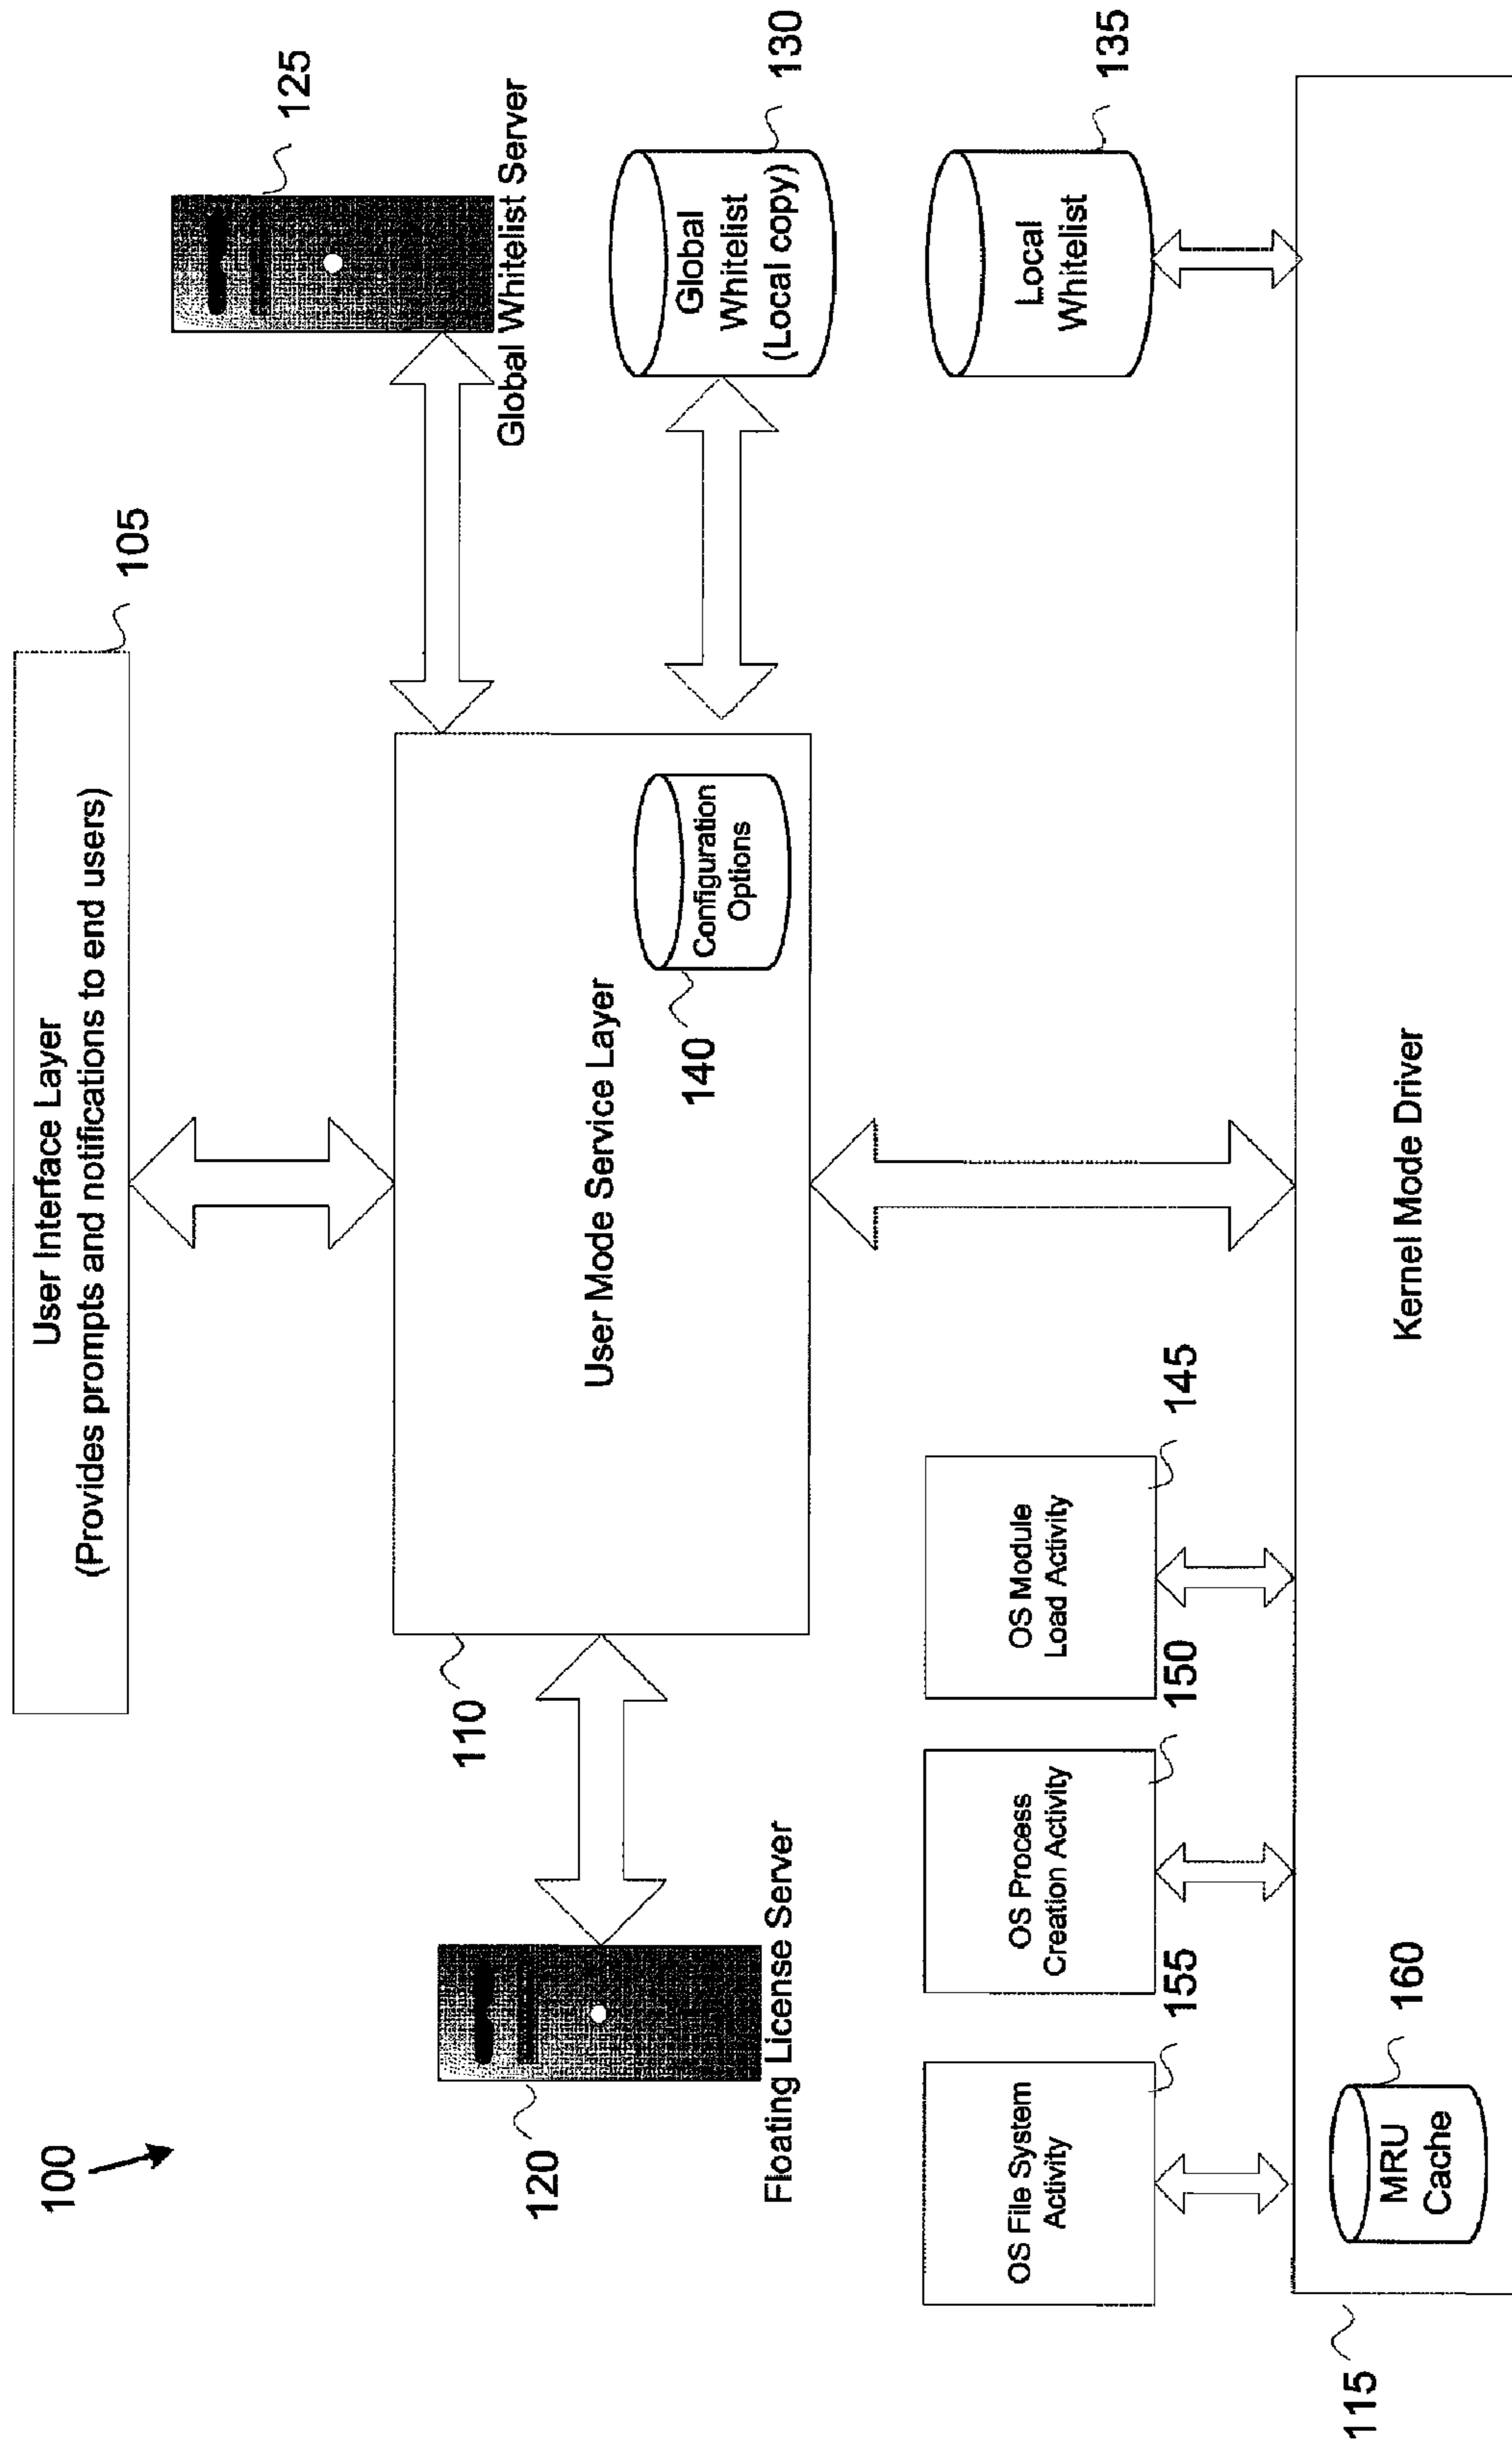 100
User Interface Layer
(Provides prompts and notifications to end users)
105
120
Floating License Server
110
User Mode Service Layer
140
Configuration
Options
125
Global Whitelist Server
Global
Whitelist
(Local copy)
130
Local
Whitelist
135
OS File System
Activity
155
OS Process
Creation Activity
150
OS Module
Load Activity
145
115
MRU
Cache
160
Kernel Mode Driver